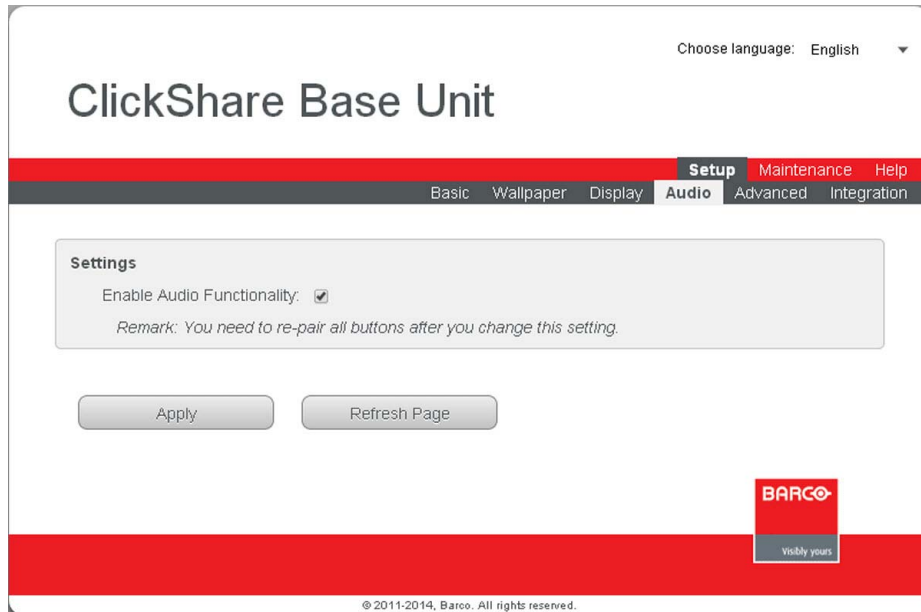 Choose language: English
ClickShare Base Unit
Setup Maintenance Help
Basic Wallpaper Display Audio Advanced Integration
Settings
Enable Audio Functionality:
Remark: You need to re-pair all buttons after you change this setting.
Apply Refresh Page
BARCO
Visibly yours
© 2011-2014, Barco. All rights reserved.